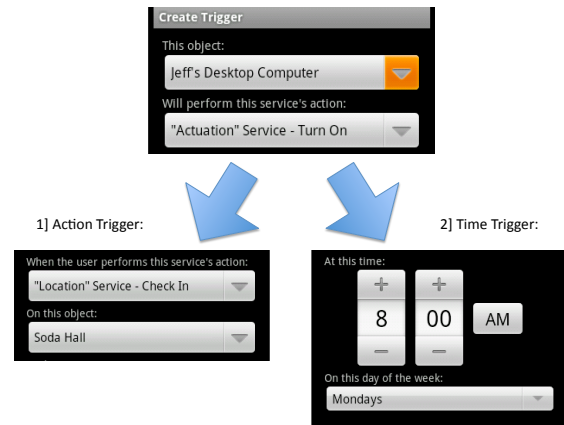 Create Trigger
This object:
Jeff's Desktop Computer
Will perform this service's action:
"Actuation" Service - Turn On
1] Action Trigger:
When the user performs this service's action:
"Location" Service - Check In
On this object:
Soda Hall
2] Time Trigger:
At this time:
+ +
8 00 AM
− −
On this day of the week:
Mondays